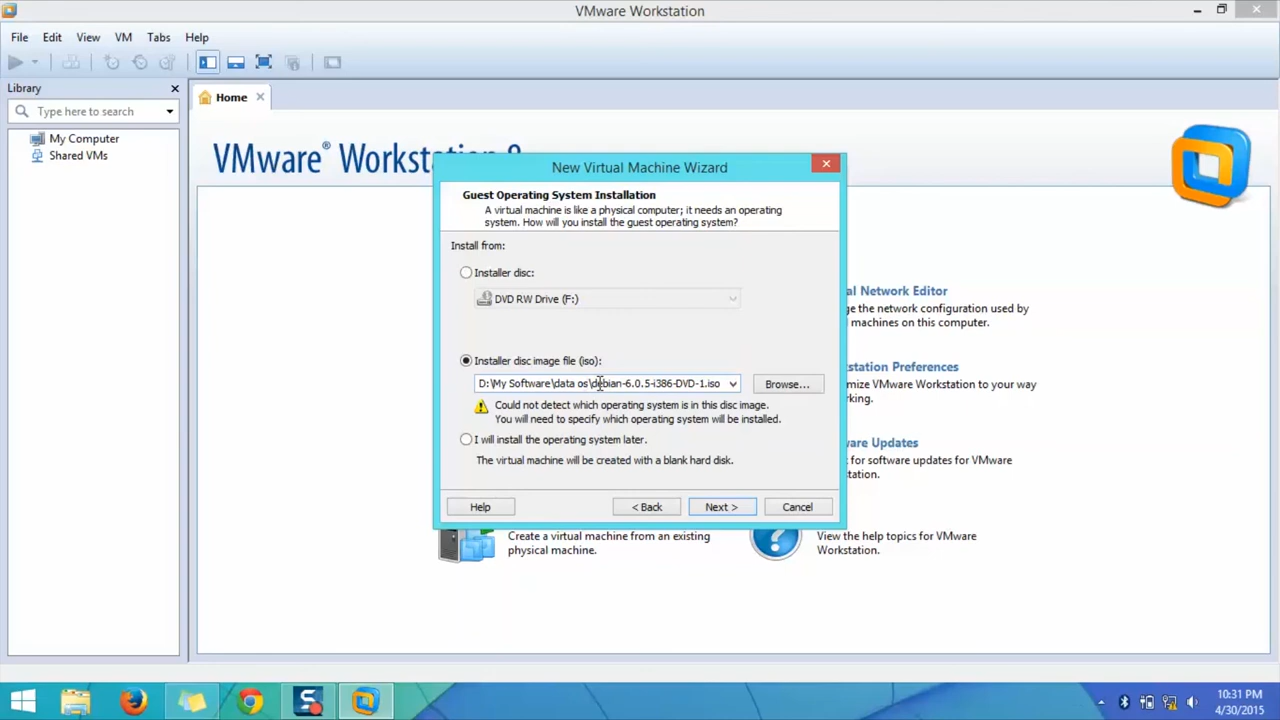 VMware Workstation
File Edit View VM Tabs Help
Library
Type here to search
My Computer
Shared VMs
Home
VMware® Workstation 9
New Virtual Machine Wizard
Guest Operating System Installation
A virtual machine is like a physical computer; it needs an operating
system. How will you install the guest operating system?
Install from:
Installer disc:
DVD RW Drive (F:)
Installer disc image file (iso):
D:\My Software\data os\debian-6.0.5-i386-DVD-1.iso
Browse...
Could not detect which operating system is in this disc image.
You will need to specify which operating system will be installed.
I will install the operating system later.
The virtual machine will be created with a blank hard disk.
Help
< Back
Next >
Cancel
al Network Editor
ge the network configuration used by
l machines on this computer.
station Preferences
mize VMware Workstation to your way
rking.
are Updates
k for software updates for VMware
station.
Create a virtual machine from an existing
physical machine.
View the help topics for VMware
Workstation.
10:31 PM
4/30/2015